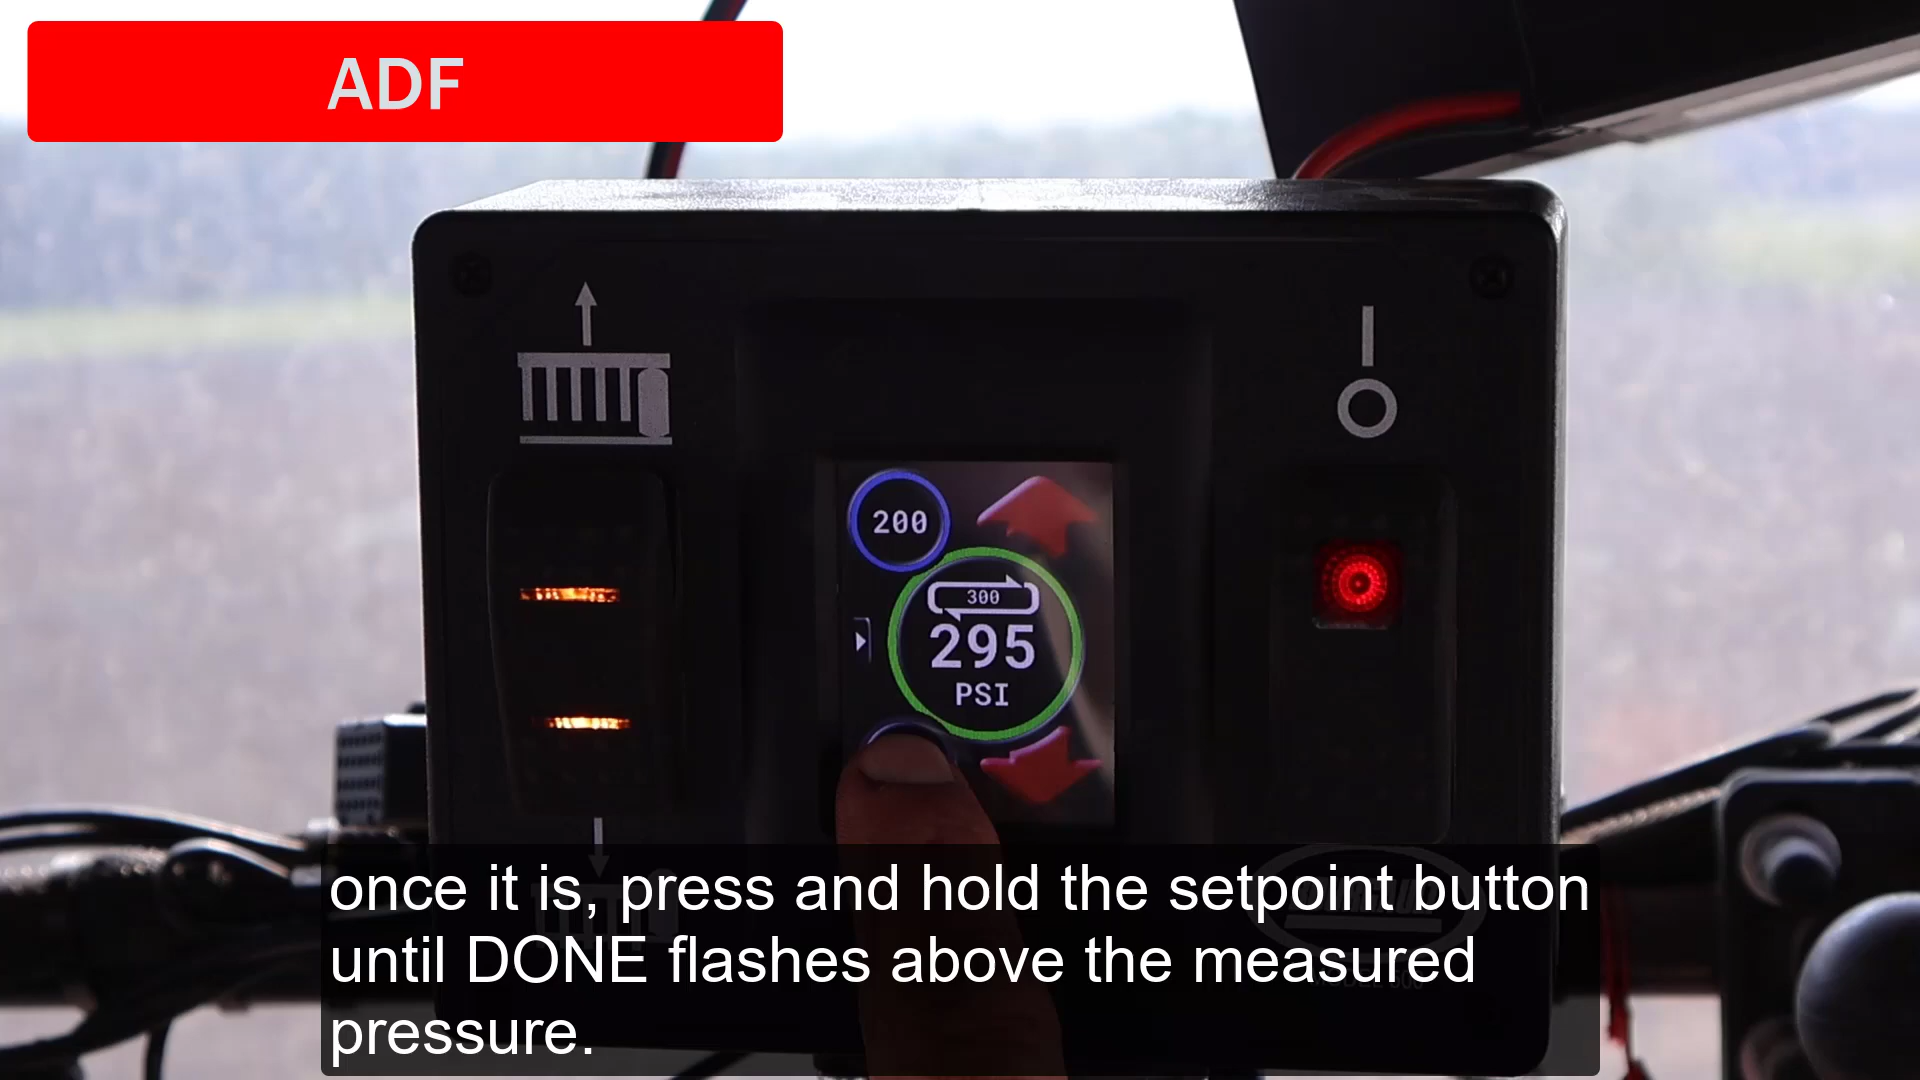 ADF
200
300
295
PSI
once it is, press and hold the setpoint button
until DONE flashes above the measured
pressure.